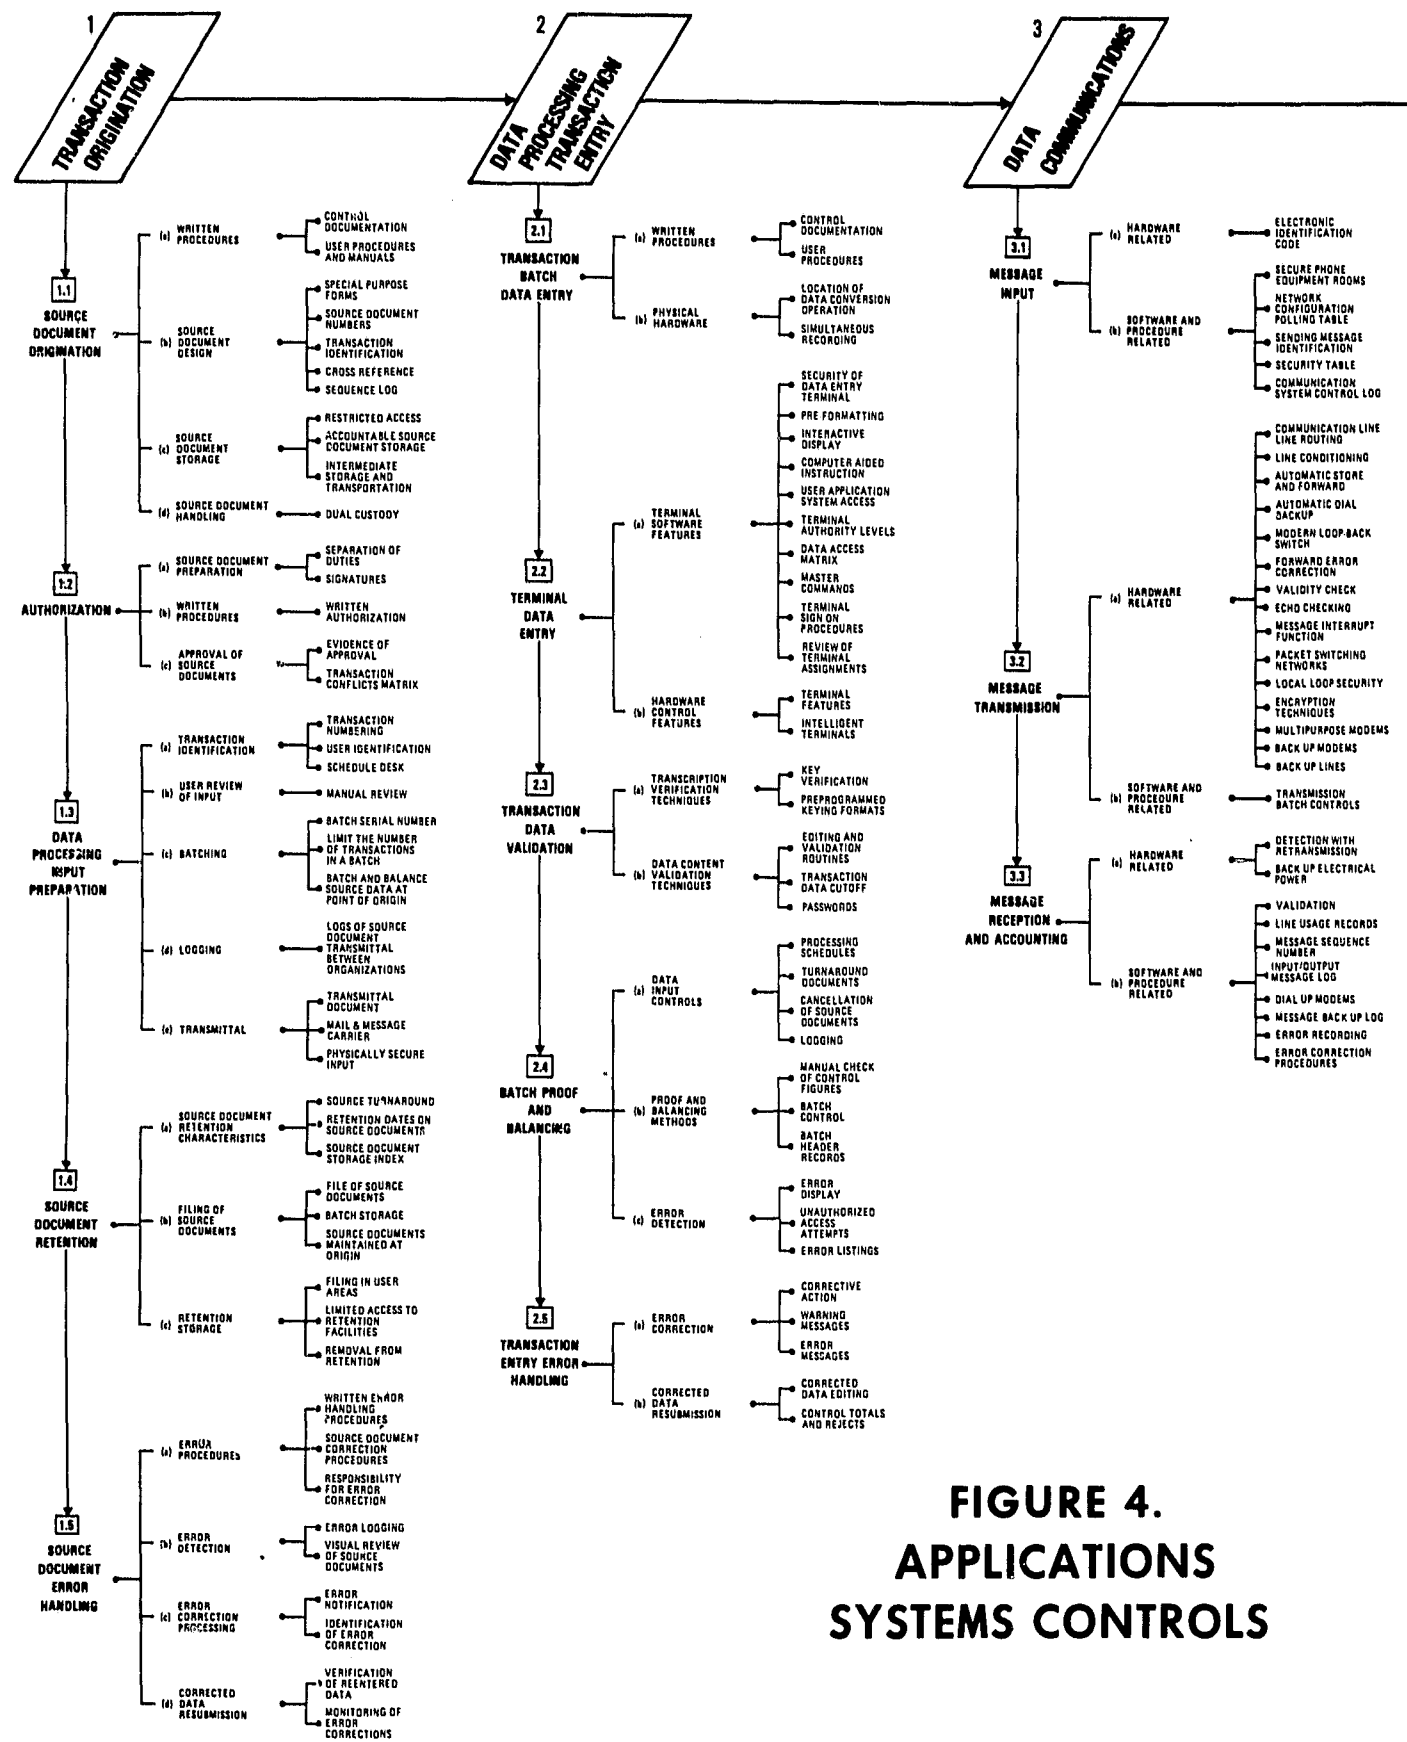 1
TRANSACTION
ORIGINATION
1.1
SOURCE
DOCUMENT
ORIGINATION
(a) WRITTEN
PROCEDURES
CONTROL
DOCUMENTATION
USER PROCEDURES
AND MANUALS
(b) SOURCE
DOCUMENT
DESIGN
SPECIAL PURPOSE
FORMS
SOURCE DOCUMENT
NUMBERS
TRANSACTION
IDENTIFICATION
CROSS REFERENCE
SEQUENCE LOG
(c) SOURCE
DOCUMENT
STORAGE
RESTRICTED ACCESS
ACCOUNTABLE SOURCE
DOCUMENT STORAGE
INTERMEDIATE
STORAGE AND
TRANSPORTATION
(d) SOURCE DOCUMENT
HANDLING
DUAL CUSTODY
1.2
AUTHORIZATION
(a) SOURCE DOCUMENT
PREPARATION
SEPARATION OF
DUTIES
SIGNATURES
(b) WRITTEN
PROCEDURES
WRITTEN
AUTHORIZATION
(c) APPROVAL OF
SOURCE
DOCUMENTS
EVIDENCE OF
APPROVAL
TRANSACTION
CONFLICTS MATRIX
1.3
DATA
PROCESSING
INPUT
PREPARATION
(a) TRANSACTION
IDENTIFICATION
TRANSACTION
NUMBERING
USER IDENTIFICATION
SCHEDULE DESK
(b) USER REVIEW
OF INPUT
MANUAL REVIEW
(c) BATCHING
BATCH SERIAL NUMBER
LIMIT THE NUMBER
OF TRANSACTIONS
IN A BATCH
BATCH AND BALANCE
SOURCE DATA AT
POINT OF ORIGIN
(d) LOGGING
LOGS OF SOURCE
DOCUMENT
TRANSMITTAL
BETWEEN
ORGANIZATIONS
(e) TRANSMITTAL
TRANSMITTAL
DOCUMENT
MAIL & MESSAGE
CARRIER
PHYSICALLY SECURE
INPUT
1.4
SOURCE
DOCUMENT
RETENTION
(a) SOURCE DOCUMENT
RETENTION
CHARACTERISTICS
SOURCE TURNAROUND
RETENTION DATES ON
SOURCE DOCUMENTS
SOURCE DOCUMENT
STORAGE INDEX
(b) FILING OF
SOURCE
DOCUMENTS
FILE OF SOURCE
DOCUMENTS
BATCH STORAGE
SOURCE DOCUMENTS
MAINTAINED AT
ORIGIN
(c) RETENTION
STORAGE
FILING IN USER
AREAS
LIMITED ACCESS TO
RETENTION
FACILITIES
REMOVAL FROM
RETENTION
1.5
SOURCE
DOCUMENT
ERROR
HANDLING
(a) ERROR
PROCEDURES
WRITTEN ERROR
HANDLING
PROCEDURES
SOURCE DOCUMENT
CORRECTION
PROCEDURES
RESPONSIBILITY
FOR ERROR
CORRECTION
(b) ERROR
DETECTION
ERROR LOGGING
VISUAL REVIEW
OF SOURCE
DOCUMENTS
(c) ERROR
CORRECTION
PROCESSING
ERROR
NOTIFICATION
IDENTIFICATION
OF ERROR
CORRECTION
(d) CORRECTED
DATA
RESUBMISSION
VERIFICATION
OF REENTERED
DATA
MONITORING OF
ERROR
CORRECTIONS
2
DATA
PROCESSING
TRANSACTION
ENTRY
2.1
TRANSACTION
BATCH
DATA ENTRY
(a) WRITTEN
PROCEDURES
CONTROL
DOCUMENTATION
USER
PROCEDURES
(b) PHYSICAL
HARDWARE
LOCATION OF
DATA CONVERSION
OPERATION
SIMULTANEOUS
RECORDING
2.2
TERMINAL
DATA
ENTRY
(a) TERMINAL
SOFTWARE
FEATURES
SECURITY OF
DATA ENTRY
TERMINAL
PRE FORMATTING
INTERACTIVE
DISPLAY
COMPUTER AIDED
INSTRUCTION
USER APPLICATION
SYSTEM ACCESS
TERMINAL
AUTHORITY LEVELS
DATA ACCESS
MATRIX
MASTER
COMMANDS
TERMINAL
SIGN ON
PROCEDURES
REVIEW OF
TERMINAL
ASSIGNMENTS
(b) HARDWARE
CONTROL
FEATURES
TERMINAL
FEATURES
INTELLIGENT
TERMINALS
2.3
TRANSACTION
DATA
VALIDATION
(a) TRANSCRIPTION
VERIFICATION
TECHNIQUES
KEY
VERIFICATION
PREPROGRAMMED
KEYING FORMATS
(b) DATA CONTENT
VALIDATION
TECHNIQUES
EDITING AND
VALIDATION
ROUTINES
TRANSACTION
DATA CUTOFF
PASSWORDS
2.4
BATCH PROOF
AND
BALANCING
(a) DATA
INPUT
CONTROLS
PROCESSING
SCHEDULES
TURNAROUND
DOCUMENTS
CANCELLATION
OF SOURCE
DOCUMENTS
LOGGING
(b) PROOF AND
BALANCING
METHODS
MANUAL CHECK
OF CONTROL
FIGURES
BATCH
CONTROL
BATCH
HEADER
RECORDS
(c) ERROR
DETECTION
ERROR
DISPLAY
UNAUTHORIZED
ACCESS
ATTEMPTS
ERROR LISTINGS
2.5
TRANSACTION
ENTRY ERROR
HANDLING
(a) ERROR
CORRECTION
CORRECTIVE
ACTION
WARNING
MESSAGES
ERROR
MESSAGES
(b) CORRECTED
DATA
RESUBMISSION
CORRECTED
DATA EDITING
CONTROL TOTALS
AND REJECTS
3
DATA
COMMUNICATIONS
3.1
MESSAGE
INPUT
(a) HARDWARE
RELATED
ELECTRONIC
IDENTIFICATION
CODE
(b) SOFTWARE AND
PROCEDURE
RELATED
SECURE PHONE
EQUIPMENT ROOMS
NETWORK
CONFIGURATION
POLLING TABLE
SENDING MESSAGE
IDENTIFICATION
SECURITY TABLE
COMMUNICATION
SYSTEM CONTROL LOG
3.2
MESSAGE
TRANSMISSION
(a) HARDWARE
RELATED
COMMUNICATION LINE
LINE ROUTING
LINE CONDITIONING
AUTOMATIC STORE
AND FORWARD
AUTOMATIC DIAL
BACKUP
MODERN LOOP-BACK
SWITCH
FORWARD ERROR
CORRECTION
VALIDITY CHECK
ECHO CHECKING
MESSAGE INTERRUPT
FUNCTION
PACKET SWITCHING
NETWORKS
LOCAL LOOP SECURITY
ENCRYPTION
TECHNIQUES
MULTIPURPOSE MODEMS
BACK UP MODEMS
BACK UP LINES
(b) SOFTWARE AND
PROCEDURE
RELATED
TRANSMISSION
BATCH CONTROLS
3.3
MESSAGE
RECEPTION
AND ACCOUNTING
(a) HARDWARE
RELATED
DETECTION WITH
RETRANSMISSION
BACK UP ELECTRICAL
POWER
(b) SOFTWARE AND
PROCEDURE
RELATED
VALIDATION
LINE USAGE RECORDS
MESSAGE SEQUENCE
NUMBER
INPUT/OUTPUT
MESSAGE LOG
DIAL UP MODEMS
MESSAGE BACK UP LOG
ERROR RECORDING
ERROR CORRECTION
PROCEDURES
FIGURE 4.
APPLICATIONS
SYSTEMS CONTROLS